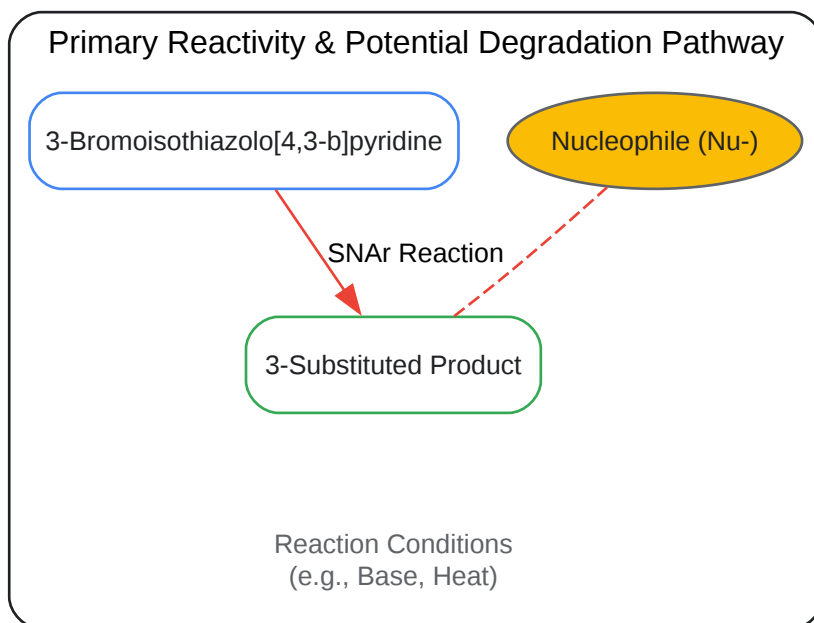 Primary Reactivity & Potential Degradation Pathway
3-Bromoisothiazolo[4,3-b]pyridine
Nucleophile (Nu-)
SNAr Reaction
3-Substituted Product
Reaction Conditions
(e.g., Base, Heat)